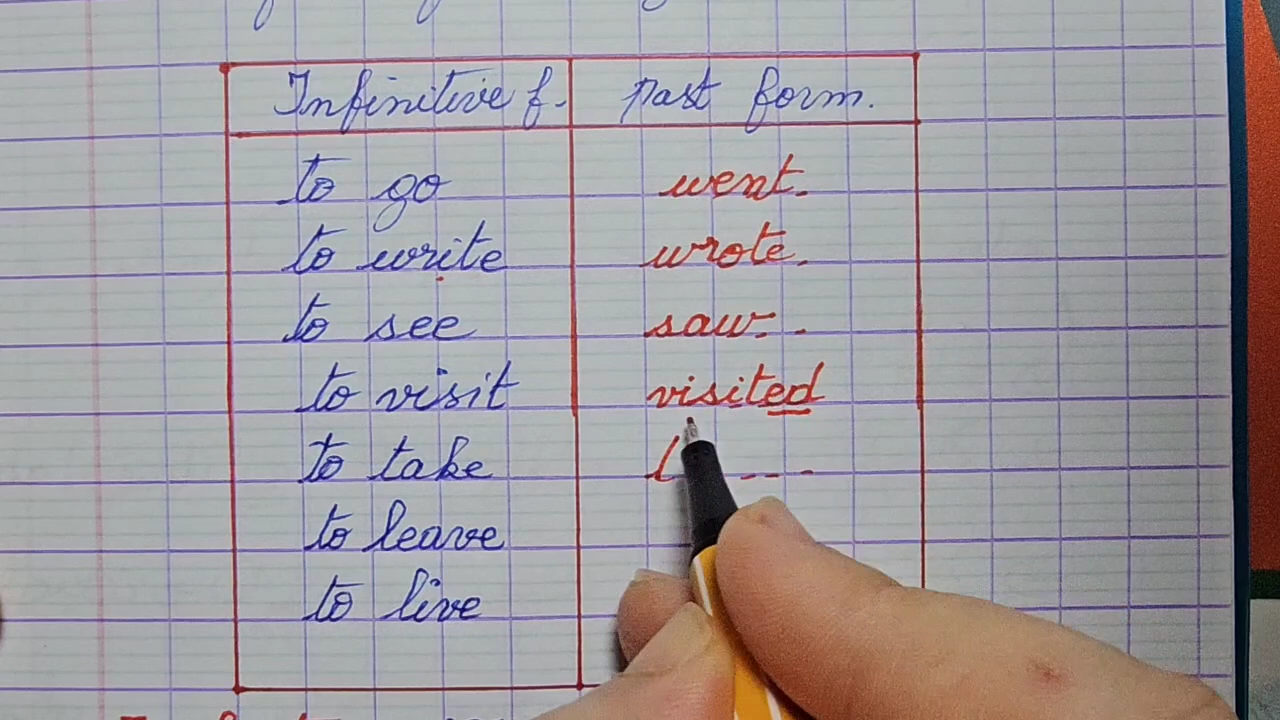 Infinitive f. past form.
to go went.
to write wrote.
to see saw.
to visit visited
to take
to leave
to live